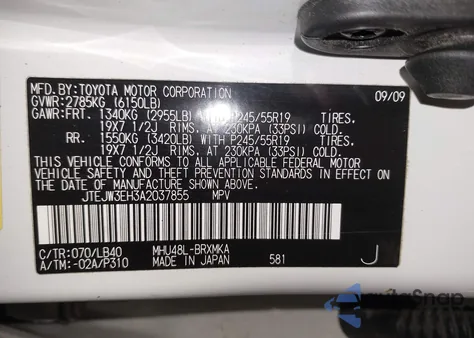 MFD. BY: TOYOTA MOTOR CORPORATION 09/09
GVWR: 2785KG (6150LB)
GAWR: FRT. 1340KG (2955LB) WITH P245/55R19 TIRES,
19X7 1/2J RIMS, AT 230KPA (33PSI) COLD.
RR. 1550KG (3420LB) WITH P245/55R19 TIRES,
19X7 1/2J RIMS, AT 230KPA (33PSI) COLD.
THIS VEHICLE CONFORMS TO ALL APPLICABLE FEDERAL MOTOR
VEHICLE SAFETY AND THEFT PREVENTION STANDARDS IN
EFFECT ON THE DATE OF MANUFACTURE SHOWN ABOVE.
JTEJW3EH3A2037855 MPV
C/TR: 070/LB40 MHU48L-BRXMKA
A/TM: -02A/P310 MADE IN JAPAN 581 J
AutoSnap